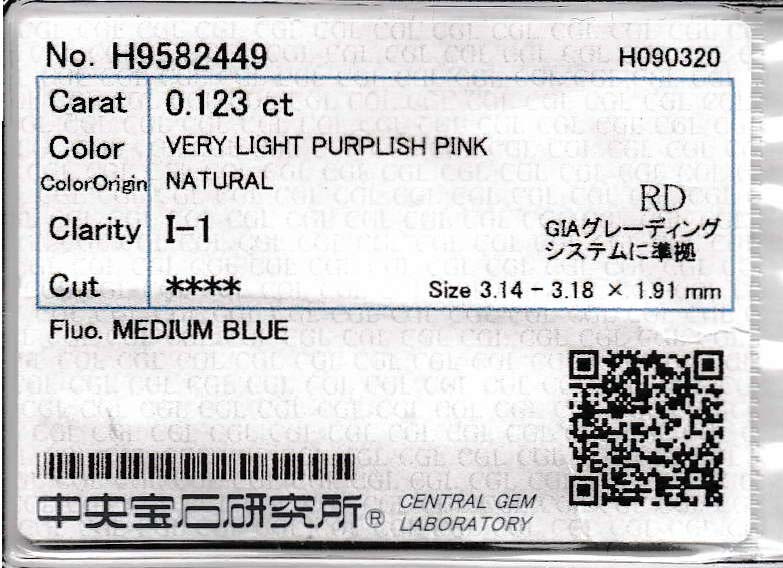 No. H9582449 H090320
Carat 0.123 ct
Color VERY LIGHT PURPLISH PINK
ColorOrigin NATURAL
RD
Clarity I-1
GIAグレーディング
システムに準拠
Cut ****
Size 3.14 - 3.18 × 1.91 mm
Fluo. MEDIUM BLUE
中央宝石研究所® CENTRAL GEM
LABORATORY